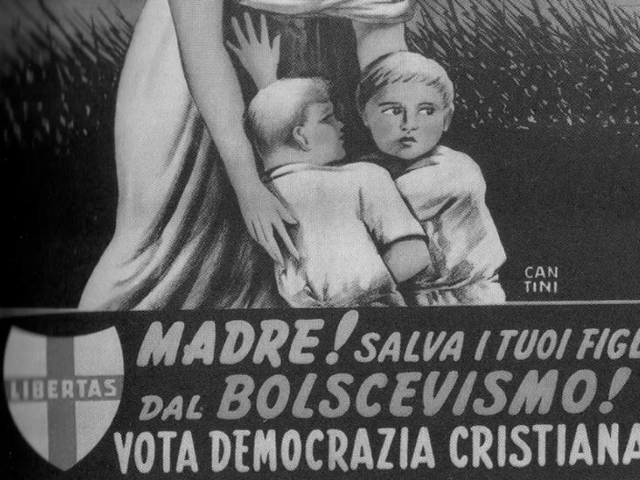 CAN
TINI
MADRE! SALVA I TUOI FIGL
LIBERTAS
DAL BOLSCEVISMO!
VOTA DEMOCRAZIA CRISTIANA